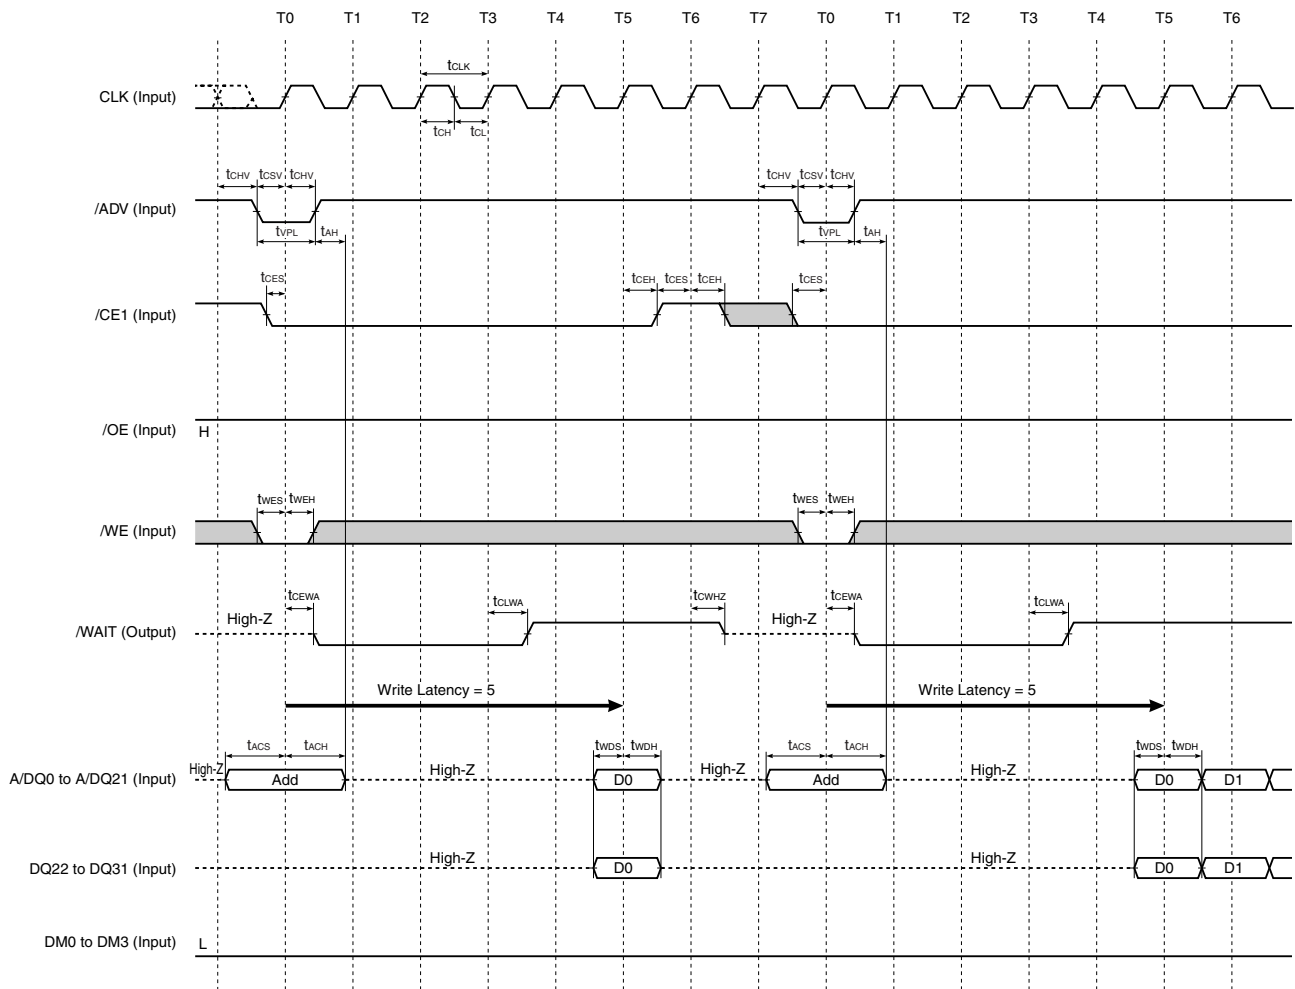 T0 T1 T2 T3 T4 T5 T6 T7 T0 T1 T2 T3 T4 T5 T6
tCLK
CLK (Input)
tCH tCL
tCHV tCSV tCHV tCHV tCSV tCHV
/ADV (Input)
tVPL tAH tVPL tAH
tCES tCEH tCES tCEH tCES
/CE1 (Input)
/OE (Input) H
tWES tWEH tWES tWEH
/WE (Input)
tCEWA tCLWA tCWHZ tCEWA tCLWA
High-Z High-Z
/WAIT (Output)
Write Latency = 5 Write Latency = 5
tACS tACH tWDS tWDH tACS tACH tWDS tWDH
High-Z High-Z High-Z High-Z
A/DQ0 to A/DQ21 (Input) Add D0 Add D0 D1
High-Z High-Z
DQ22 to DQ31 (Input) D0 D0 D1
DM0 to DM3 (Input) L